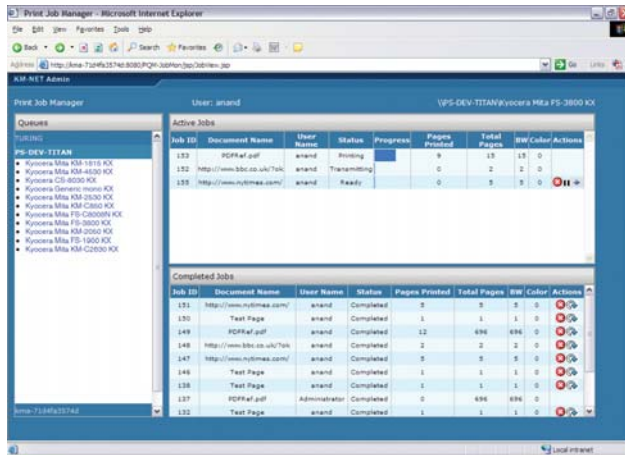 Print Job Manager - Microsoft Internet Explorer
File Edit View Favorites Tools Help
Back Search Favorites
Address http://kma-71d4fa3574d:8080/PQM-JobMon/jsp/JobView.jsp Go Links
KM-NET Admin
Print Job Manager User: anand \\PS-DEV-TITAN\Kyocera Mita FS-3800 KX
Queues
TURING
PS-DEV-TITAN
Kyocera Mita KM-1815 KX
Kyocera Mita KM-4530 KX
Kyocera CS-8030 KX
Kyocera Generic mono KX
Kyocera Mita KM-2530 KX
Kyocera Mita KM-C850 KX
Kyocera Mita FS-C8008N KX
Kyocera Mita FS-3800 KX
Kyocera Mita KM-2050 KX
Kyocera Mita FS-1900 KX
Kyocera Mita KM-C2630 KX
kma-71d4fa3574d
Active Jobs
Job ID Document Name User Name Status Progress Pages Printed Total Pages BW Color Actions
153 PDFRef.pdf anand Printing 9 15 15 0
152 http://www.bbc.co.uk/?ok anand Transmitting 0 2 2 0
155 http://www.nytimes.com/ anand Ready 0 5 5 0
Completed Jobs
Job ID Document Name User Name Status Pages Printed Total Pages BW Color Actions
151 http://www.nytimes.com/ anand Completed 5 5 5 0
150 Test Page anand Completed 1 1 1 0
149 PDFRef.pdf anand Completed 12 696 696 0
148 http://www.bbc.co.uk/?ok anand Completed 2 2 2 0
147 http://www.nytimes.com/ anand Completed 5 5 5 0
146 Test Page anand Completed 1 1 1 0
138 Test Page anand Completed 1 1 1 0
137 PDFRef.pdf Administrator Completed 0 696 696 0
132 Test Page anand Completed 1 1 1 0
Local intranet